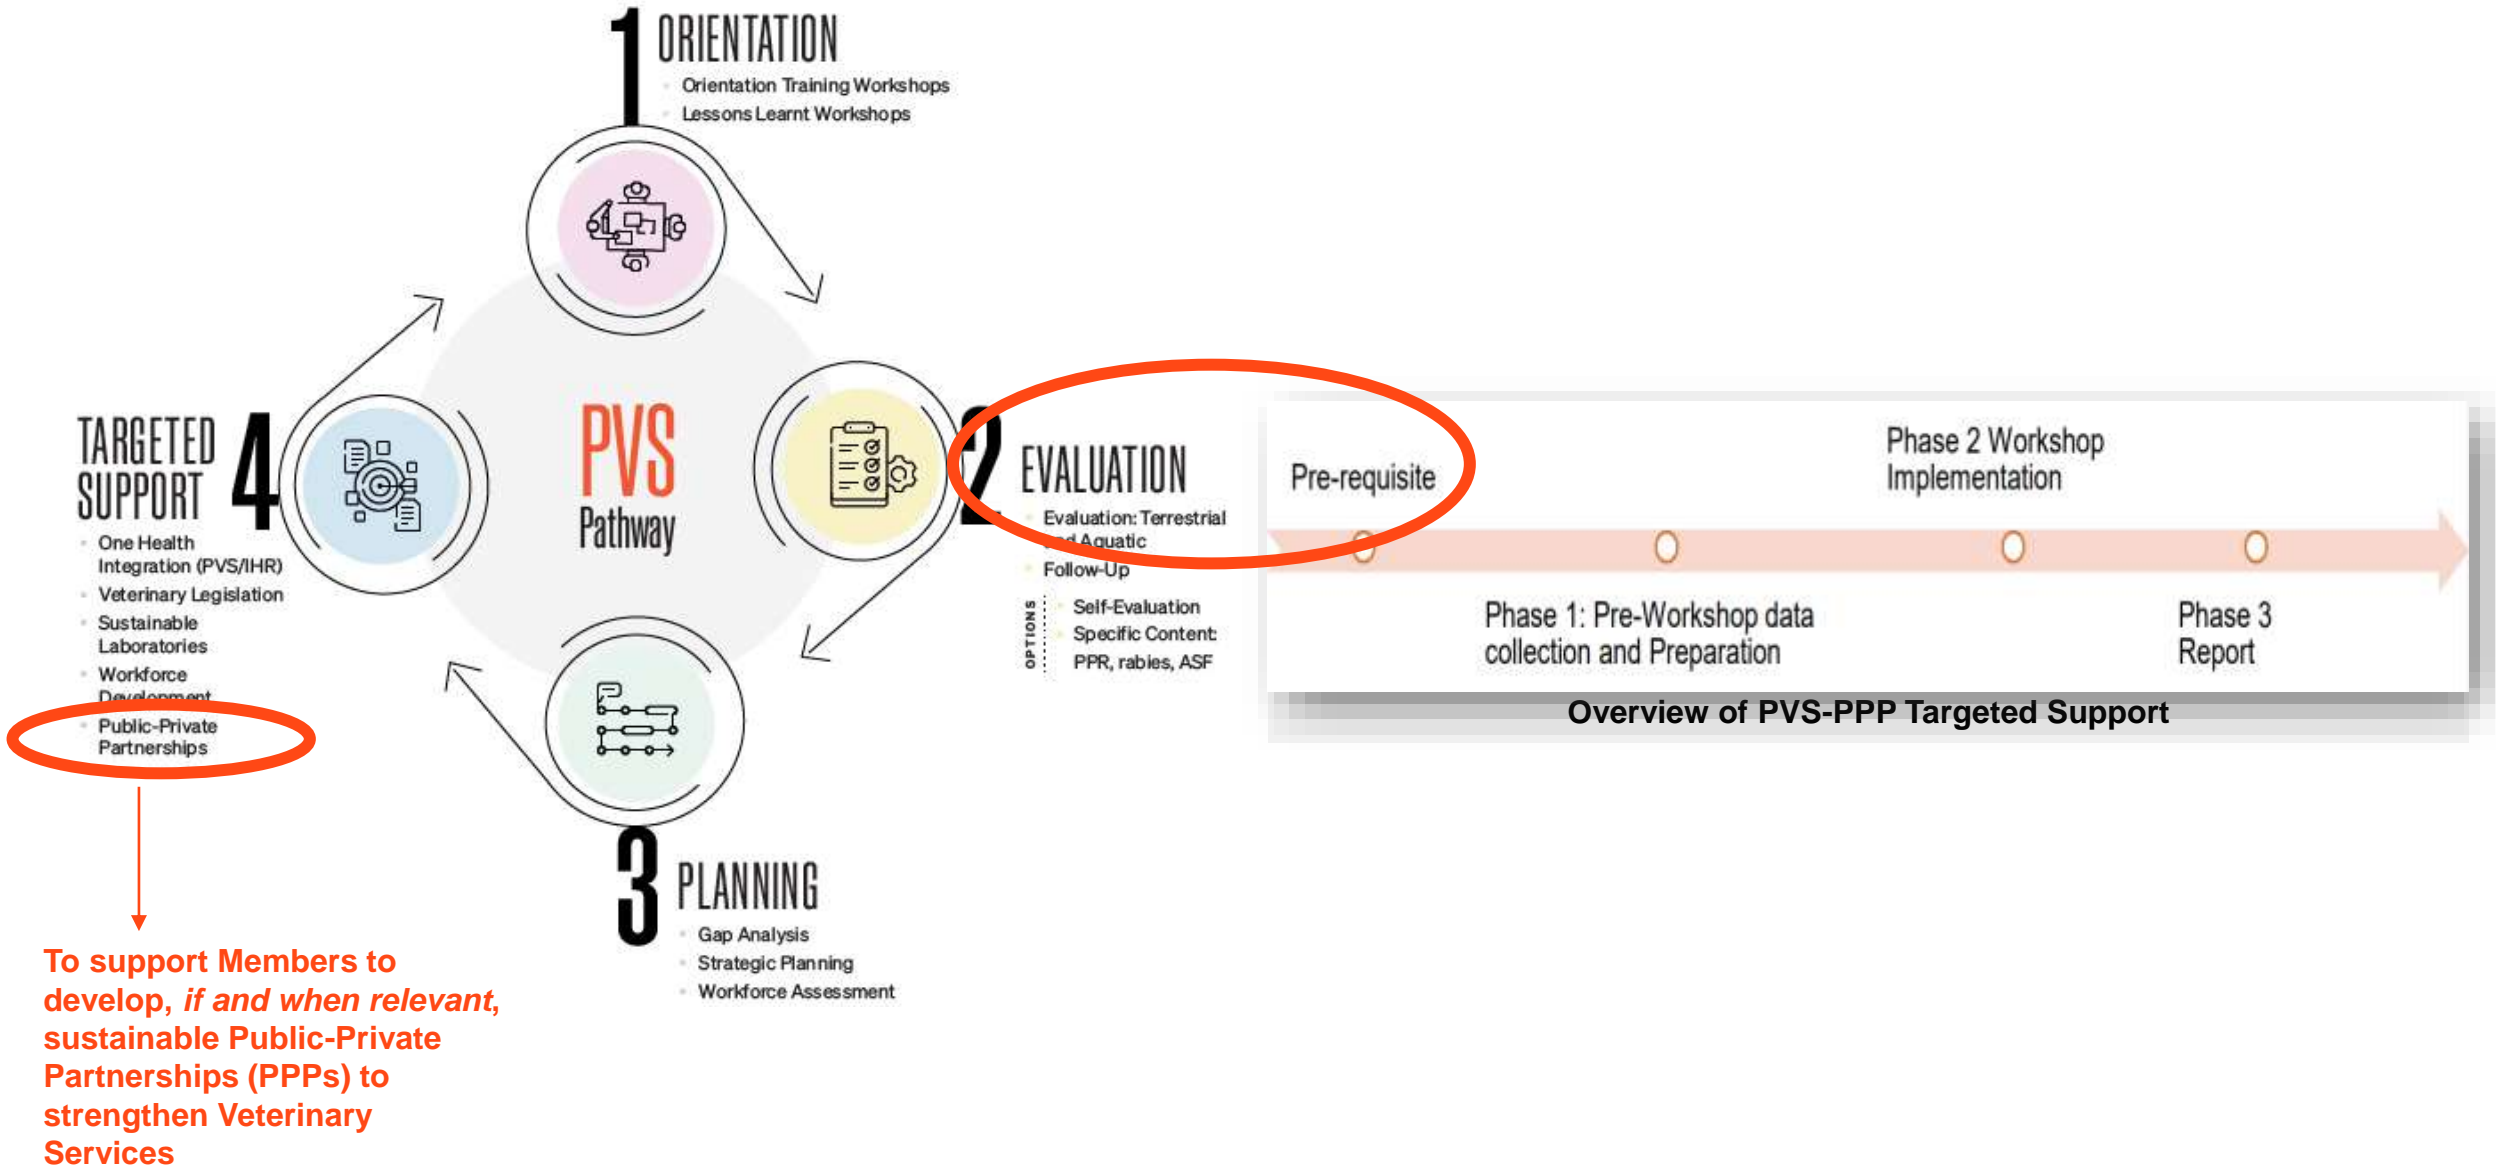 1 ORIENTATION
Orientation Training Workshops
Lessons Learnt Workshops
PVS
Pathway
2 EVALUATION
Evaluation: Terrestrial
and Aquatic
Follow-Up
OPTIONS
Self-Evaluation
Specific Content:
PPR, rabies, ASF
3 PLANNING
Gap Analysis
Strategic Planning
Workforce Assessment
TARGETED
SUPPORT 4
One Health
Integration (PVS/IHR)
Veterinary Legislation
Sustainable
Laboratories
Workforce
Development
Public-Private
Partnerships
To support Members to
develop, if and when relevant,
sustainable Public-Private
Partnerships (PPPs) to
strengthen Veterinary
Services
Pre-requisite
Phase 1: Pre-Workshop data
collection and Preparation
Phase 2 Workshop
Implementation
Phase 3
Report
Overview of PVS-PPP Targeted Support